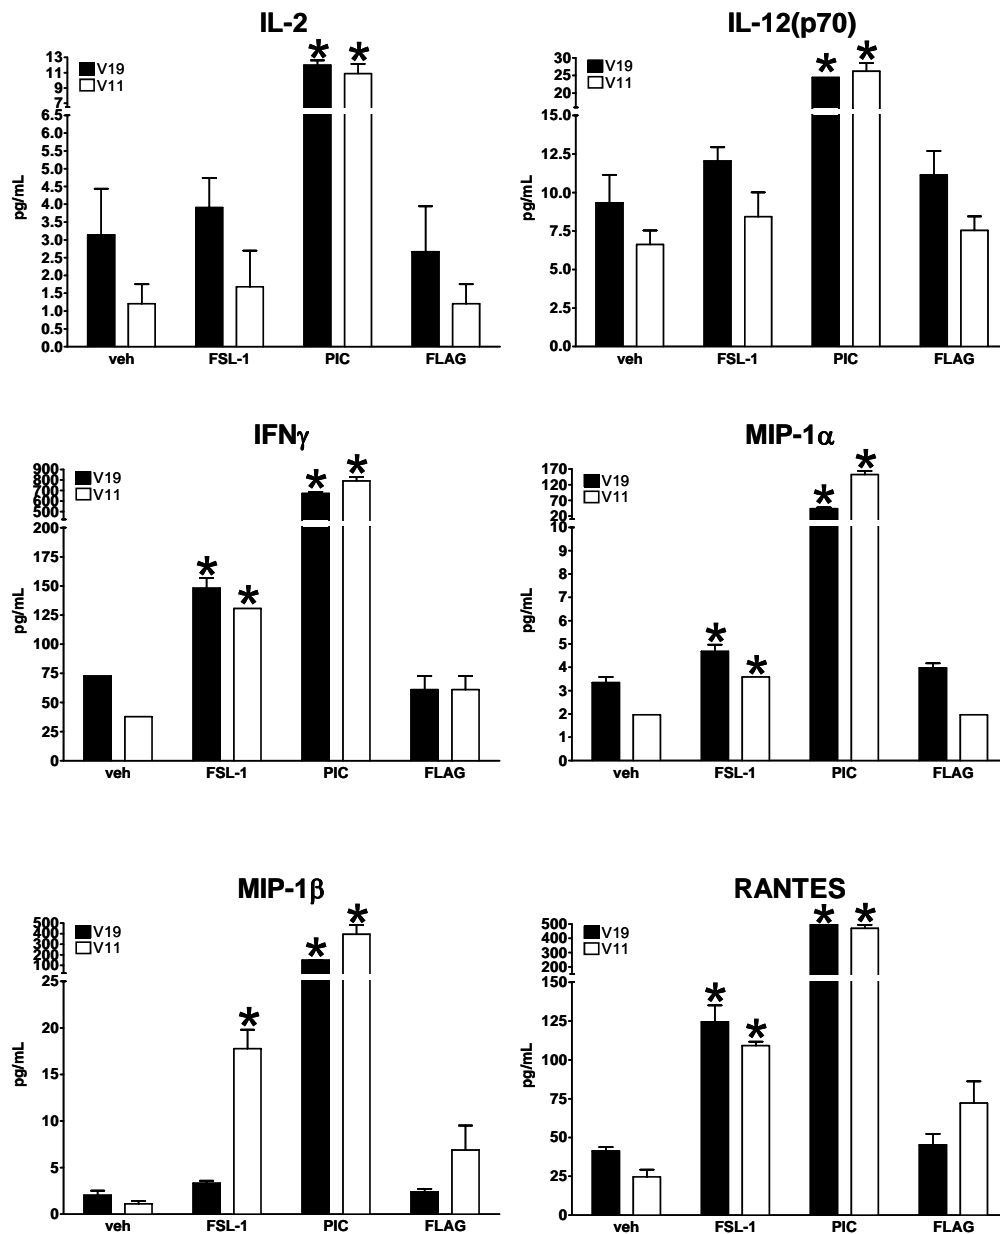 IL-2
13
11
9
7
6.5
6.0
5.5
5.0
4.5
4.0
3.5
3.0
2.5
2.0
1.5
1.0
0.5
0.0
pg/mL
V19
V11
* *
veh FSL-1 PIC FLAG
IL-12(p70)
30
25
20
15.0
12.5
10.0
7.5
5.0
2.5
0.0
pg/mL
V19
V11
* *
veh FSL-1 PIC FLAG
IFNγ
900
800
700
600
500
200
175
150
125
100
75
50
25
0
pg/mL
V19
V11
* * * *
veh FSL-1 PIC FLAG
MIP-1α
170
120
70
20
10
9
8
7
6
5
4
3
2
1
0
pg/mL
V19
V11
* * * *
veh FSL-1 PIC FLAG
MIP-1β
500
400
300
200
100
25
20
15
10
5
0
pg/mL
V19
V11
* * *
veh FSL-1 PIC FLAG
RANTES
500
400
300
200
150
125
100
75
50
25
0
pg/mL
V19
V11
* * * *
veh FSL-1 PIC FLAG